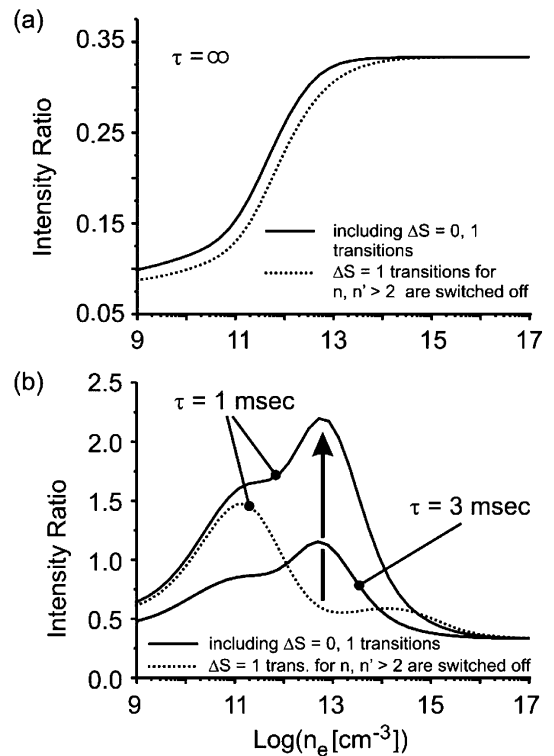 (a)
0.35
τ = ∞
0.25
0.15
0.05
Intensity Ratio
including ΔS = 0, 1
transitions
ΔS = 1 transitions for
n, n' > 2 are switched off
9 11 13 15 17
(b)
2.5
2.0
1.5
1.0
0.5
0.0
Intensity Ratio
τ = 1 msec
τ = 3 msec
including ΔS = 0, 1 transitions
ΔS = 1 trans. for n, n' > 2 are switched off
9 11 13 15 17
Log(nₑ [cm⁻³])